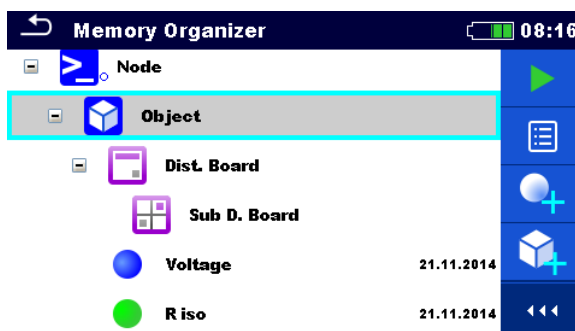 Memory Organizer 08:16
Node
Object
Dist. Board
Sub D. Board
Voltage 21.11.2014
R iso 21.11.2014